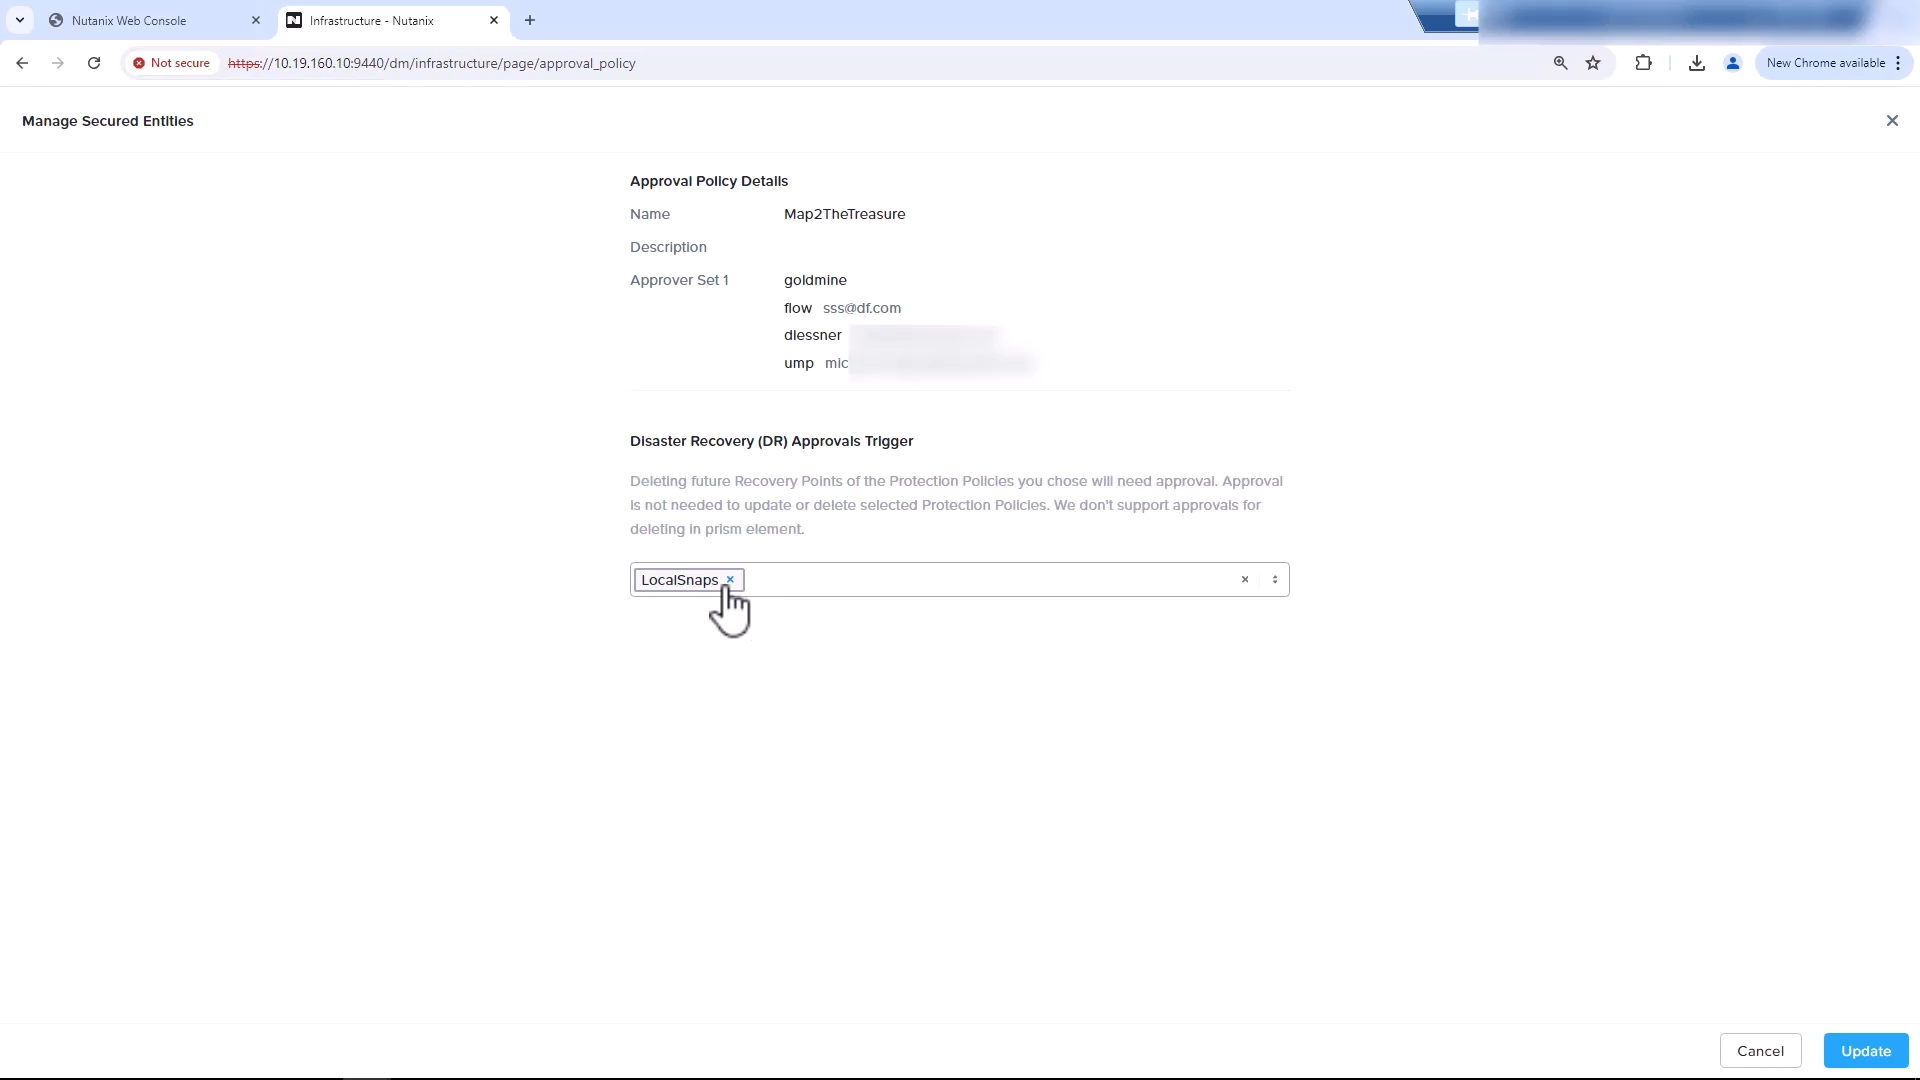 Nutanix Web Console
Infrastructure - Nutanix
Not secure
https://10.19.160.10:9440/dm/infrastructure/page/approval_policy
New Chrome available
Manage Secured Entities
Approval Policy Details
Name Map2TheTreasure
Description
Approver Set 1 goldmine
flow sss@df.com
dlessner
ump mic
Disaster Recovery (DR) Approvals Trigger
Deleting future Recovery Points of the Protection Policies you chose will need approval. Approval
is not needed to update or delete selected Protection Policies. We don't support approvals for
deleting in prism element.
LocalSnaps
Cancel Update